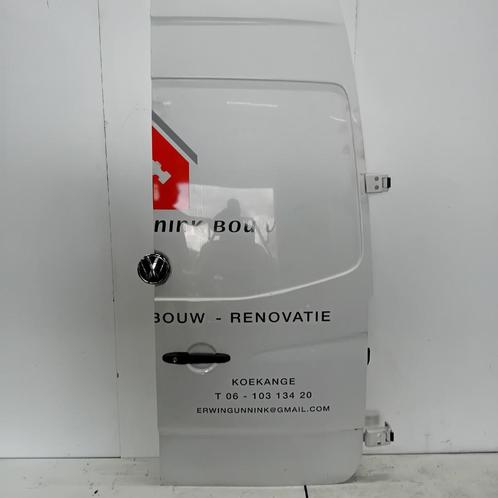 NINK BOUW
BOUW - RENOVATIE
KOEKANGE
T 06 - 103 134 20
ERWINGUNNINK@GMAIL.COM